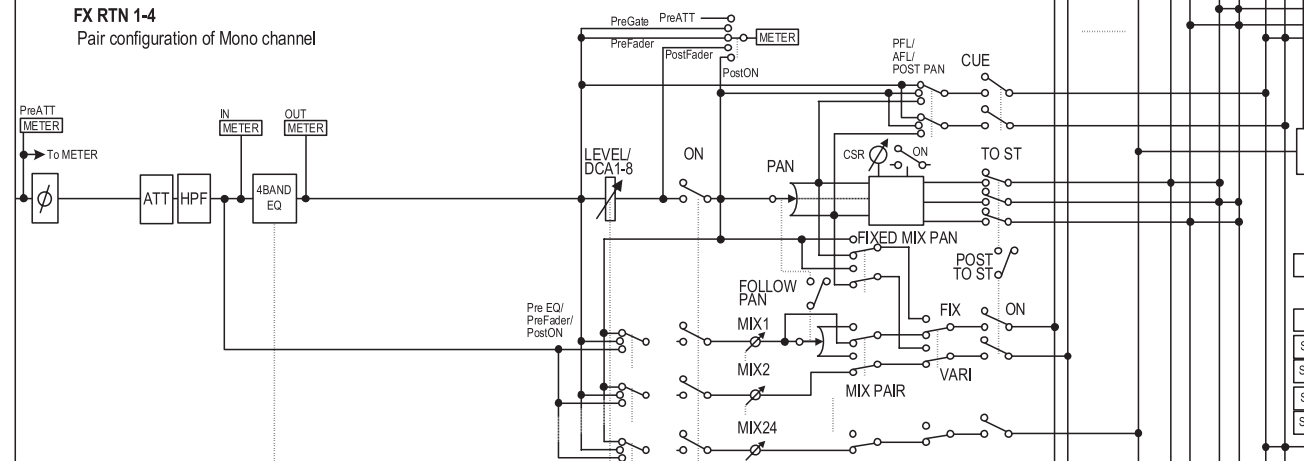 FX RTN 1-4
Pair configuration of Mono channel
PreATT
METER
To METER
ATT
HPF
IN
METER
4BAND
EQ
OUT
METER
PreGate
PreATT
PreFader
PostFader
PostON
METER
LEVEL/
DCA1-8
ON
PAN
CSR
ON
PFL/
AFL/
POST PAN
CUE
TO ST
FIXED MIX PAN
POST
TO ST
FOLLOW
PAN
Pre EQ/
PreFader/
PostON
MIX1
MIX2
MIX24
MIX PAIR
FIX
VARI
ON
S
S
S
S